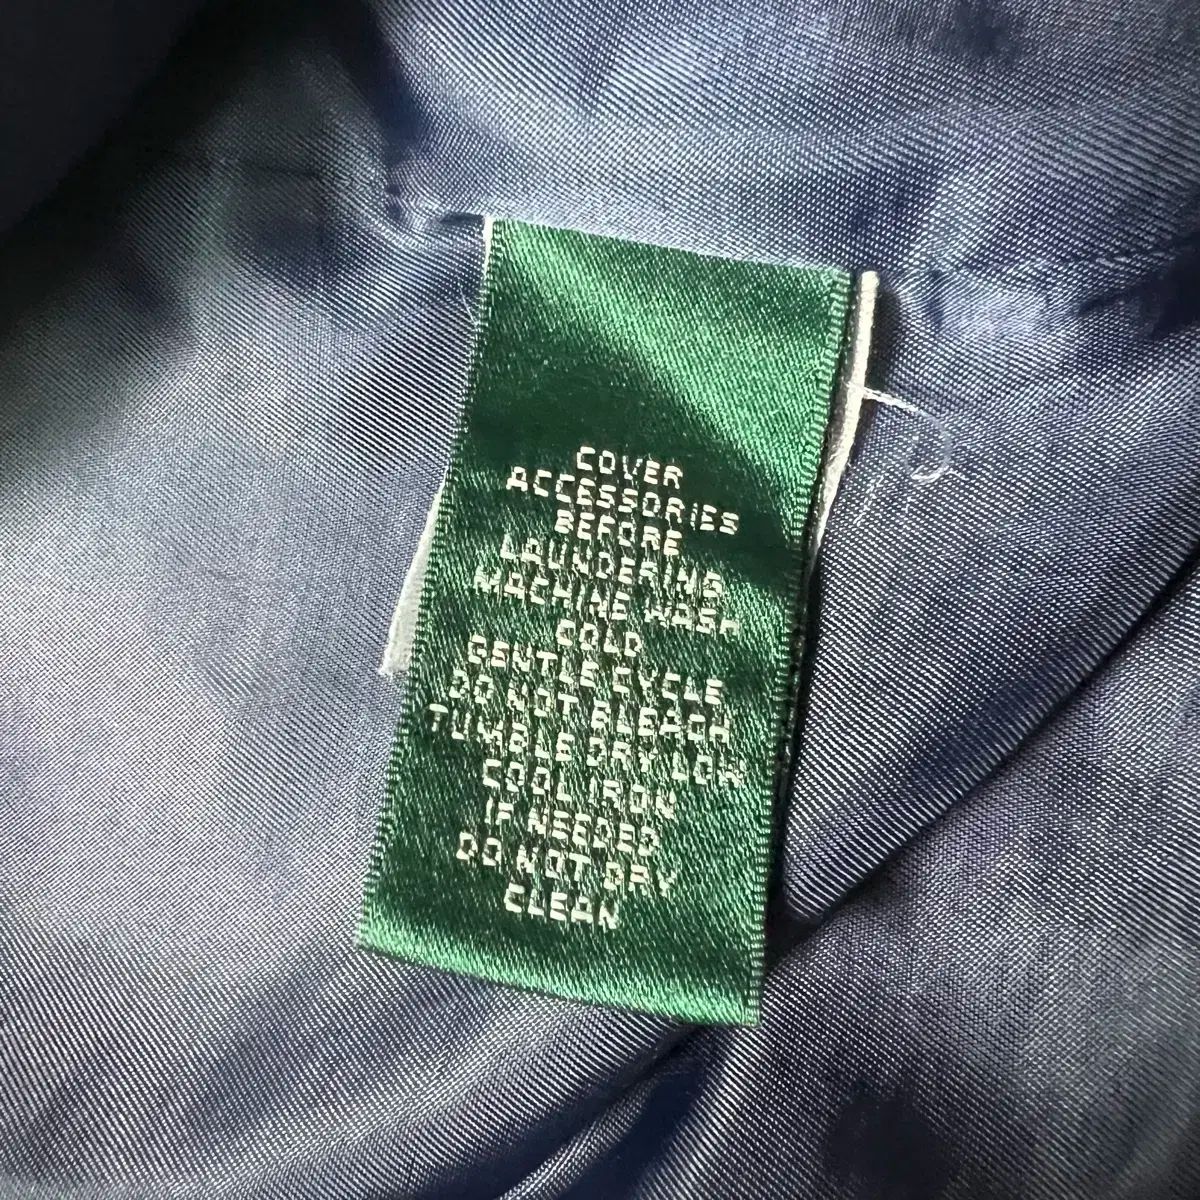 COVER
ACCESSORIES
BEFORE
LAUNDERING
MACHINE WASH
COLD
GENTLE CYCLE
DO NOT BLEACH
TUMBLE DRY LOW
COOL IRON
IF NEEDED
DO NOT DRY
CLEAN